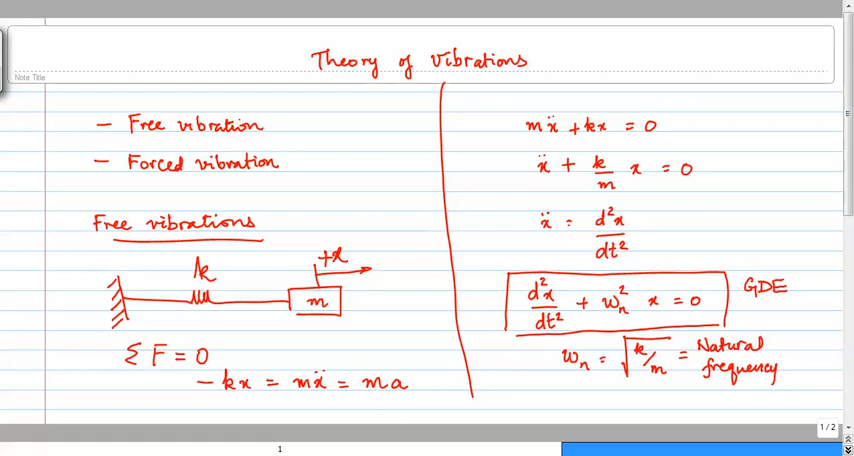 Theory of Vibrations
Note Title
— Free vibration
— Forced vibration
Free vibrations
k
+x
m
Σ F = 0
− kx = mẍ = ma
mẍ + kx = 0
ẍ + k/m x = 0
ẍ = d²x/dt²
d²x/dt² + ωₙ² x = 0 GDE
ωₙ = √(k/m) = Natural
frequency
1 / 2
1